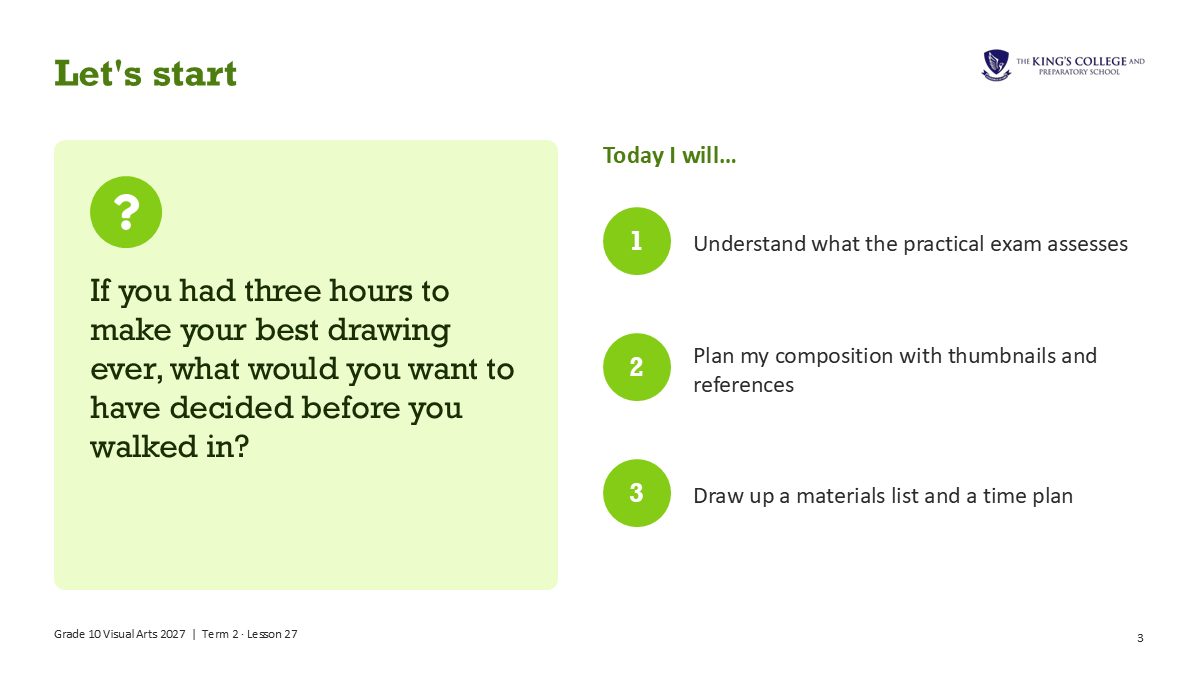 Let's start
THE KING'S COLLEGE AND
PREPARATORY SCHOOL
?
If you had three hours to
make your best drawing
ever, what would you want to
have decided before you
walked in?
Today I will...
1
Understand what the practical exam assesses
2
Plan my composition with thumbnails and
references
3
Draw up a materials list and a time plan
Grade 10 Visual Arts 2027 | Term 2 · Lesson 27
3